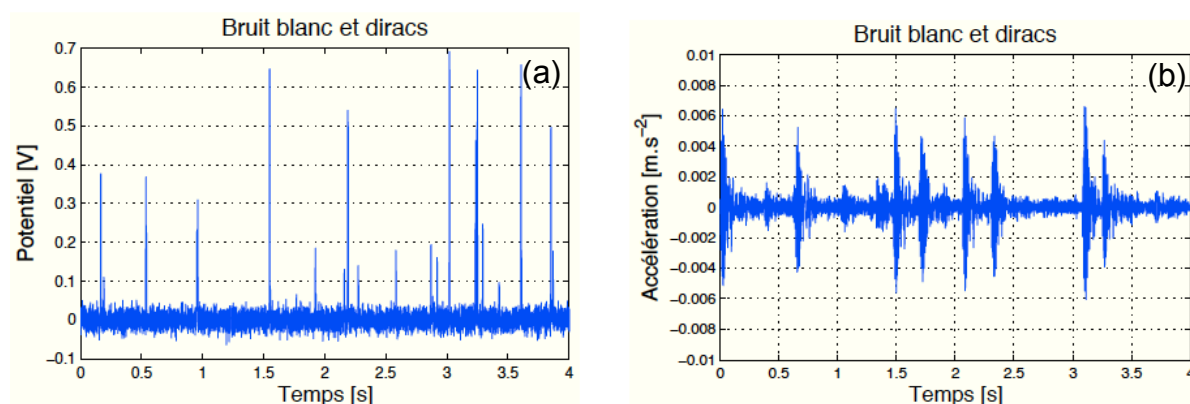 Bruit blanc et diracs
(a)
Potentiel [V]
0.7
0.6
0.5
0.4
0.3
0.2
0.1
0
−0.1
0 0.5 1 1.5 2 2.5 3 3.5 4
Temps [s]
Bruit blanc et diracs
(b)
Accélération [m.s⁻²]
0.01
0.008
0.006
0.004
0.002
0
−0.002
−0.004
−0.006
−0.008
−0.01
0 0.5 1 1.5 2 2.5 3 3.5 4
Temps [s]